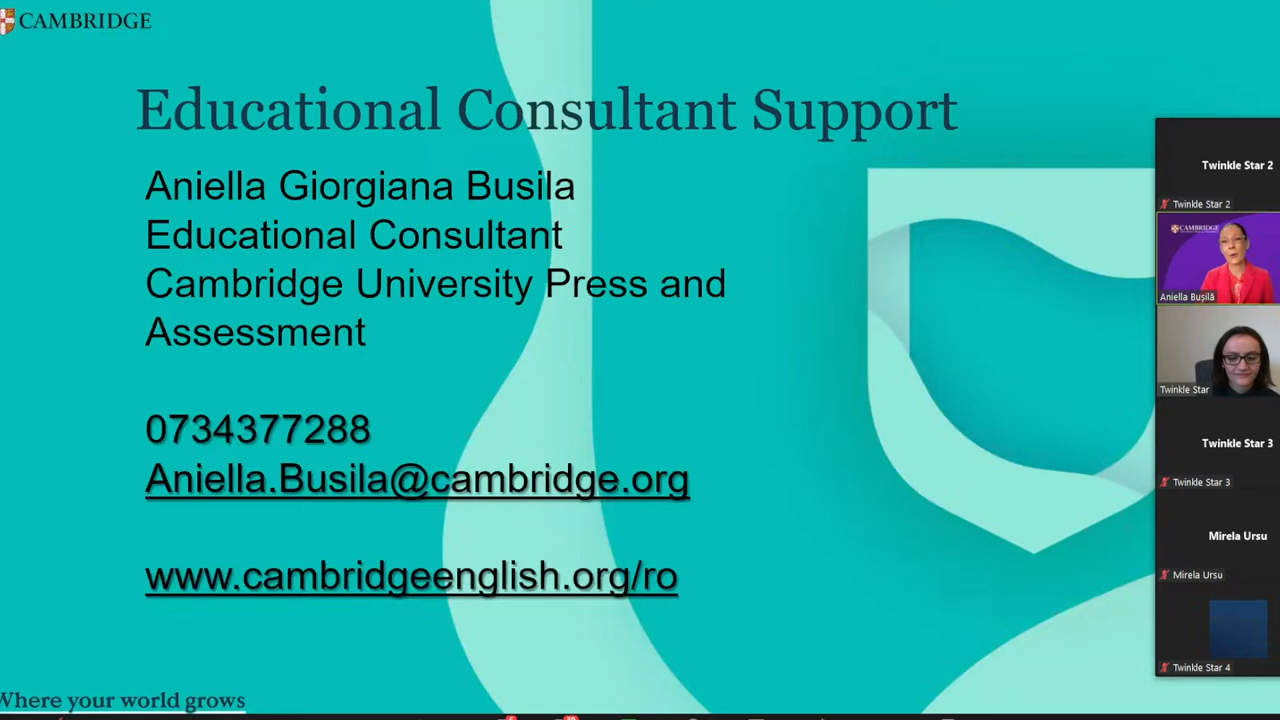 CAMBRIDGE
Educational Consultant Support
Aniella Giorgiana Busila
Educational Consultant
Cambridge University Press and
Assessment
0734377288
Aniella.Busila@cambridge.org
www.cambridgeenglish.org/ro
Where your world grows
Twinkle Star 2
Twinkle Star 2
CAMBRIDGE
Aniella Bușilă
Twinkle Star
Twinkle Star 3
Twinkle Star 3
Mirela Ursu
Mirela Ursu
Twinkle Star 4